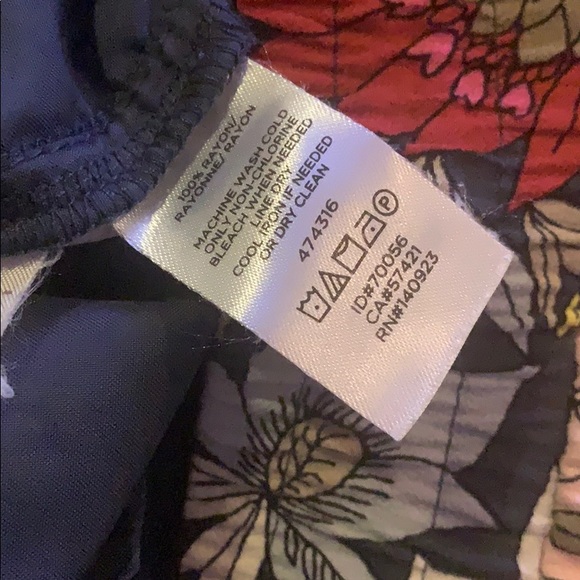 100% RAYON/
RAYONNE/RAYON
MACHINE WASH COLD
ONLY NON-CHLORINE
BLEACH WHEN NEEDED
LINE DRY
COOL IRON IF NEEDED
OR DRY CLEAN
474316
P
ID#70056
CA#57421
RN#140923